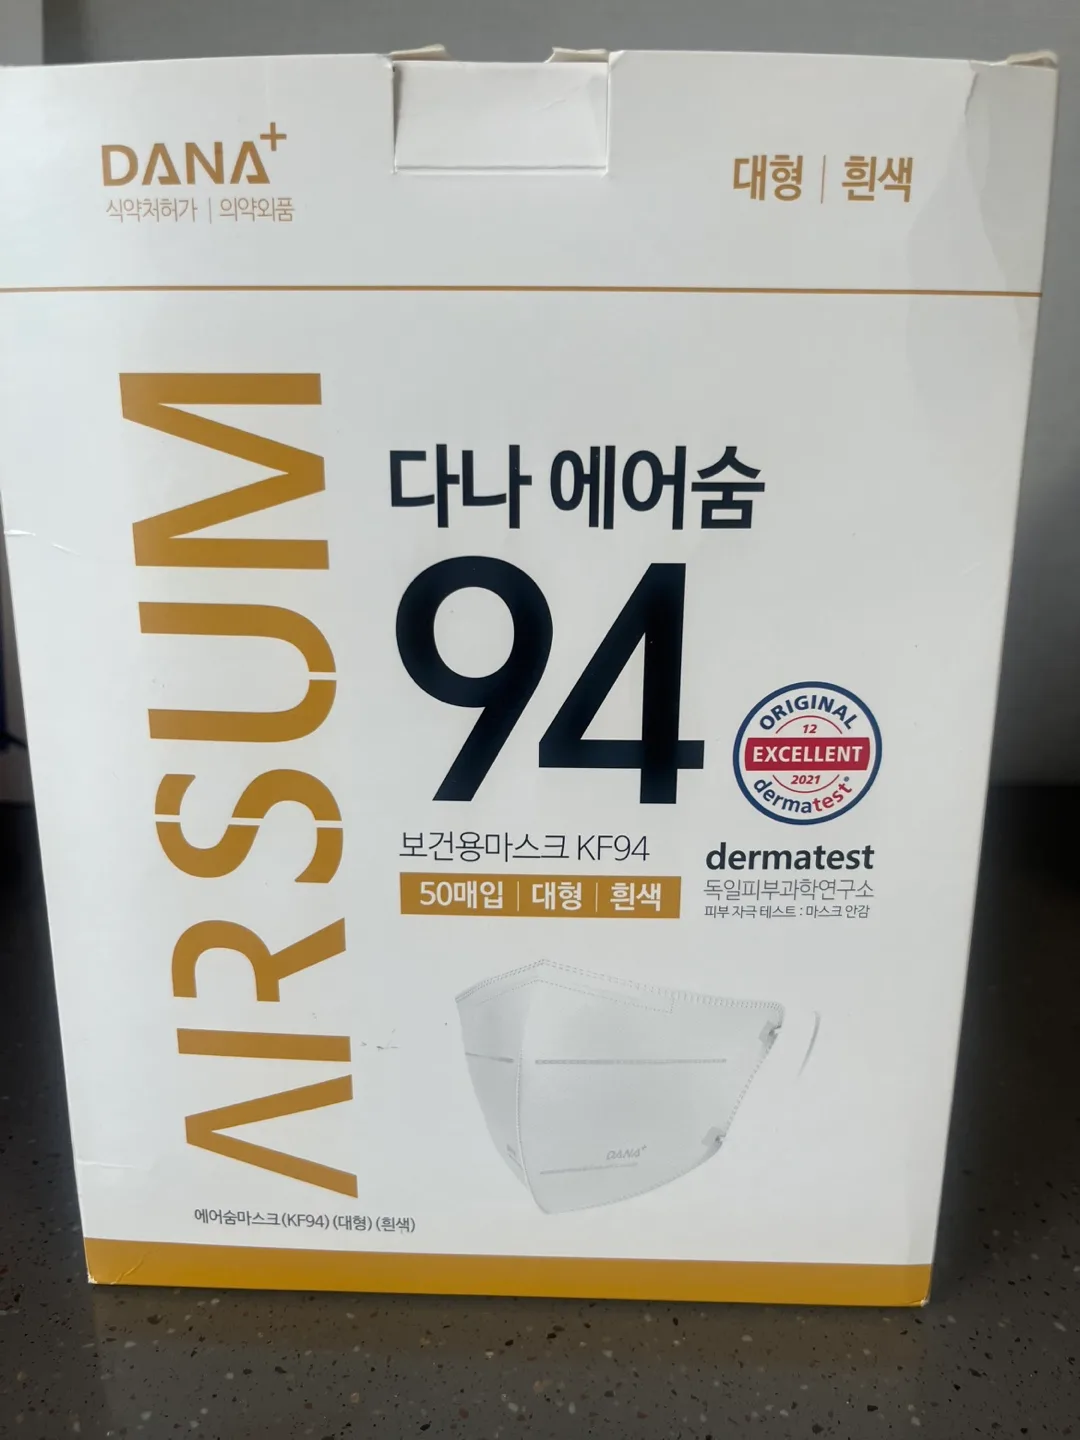 DANA+
식약처허가 | 의약외품
대형 | 흰색
AIRSUM
다나 에어숨
94
보건용마스크 KF94
50매입 | 대형 | 흰색
ORIGINAL
12
EXCELLENT
2021
dermatest®
dermatest
독일피부과학연구소
피부 자극 테스트 : 마스크 안감
DANA+
에어숨마스크(KF94) (대형) (흰색)